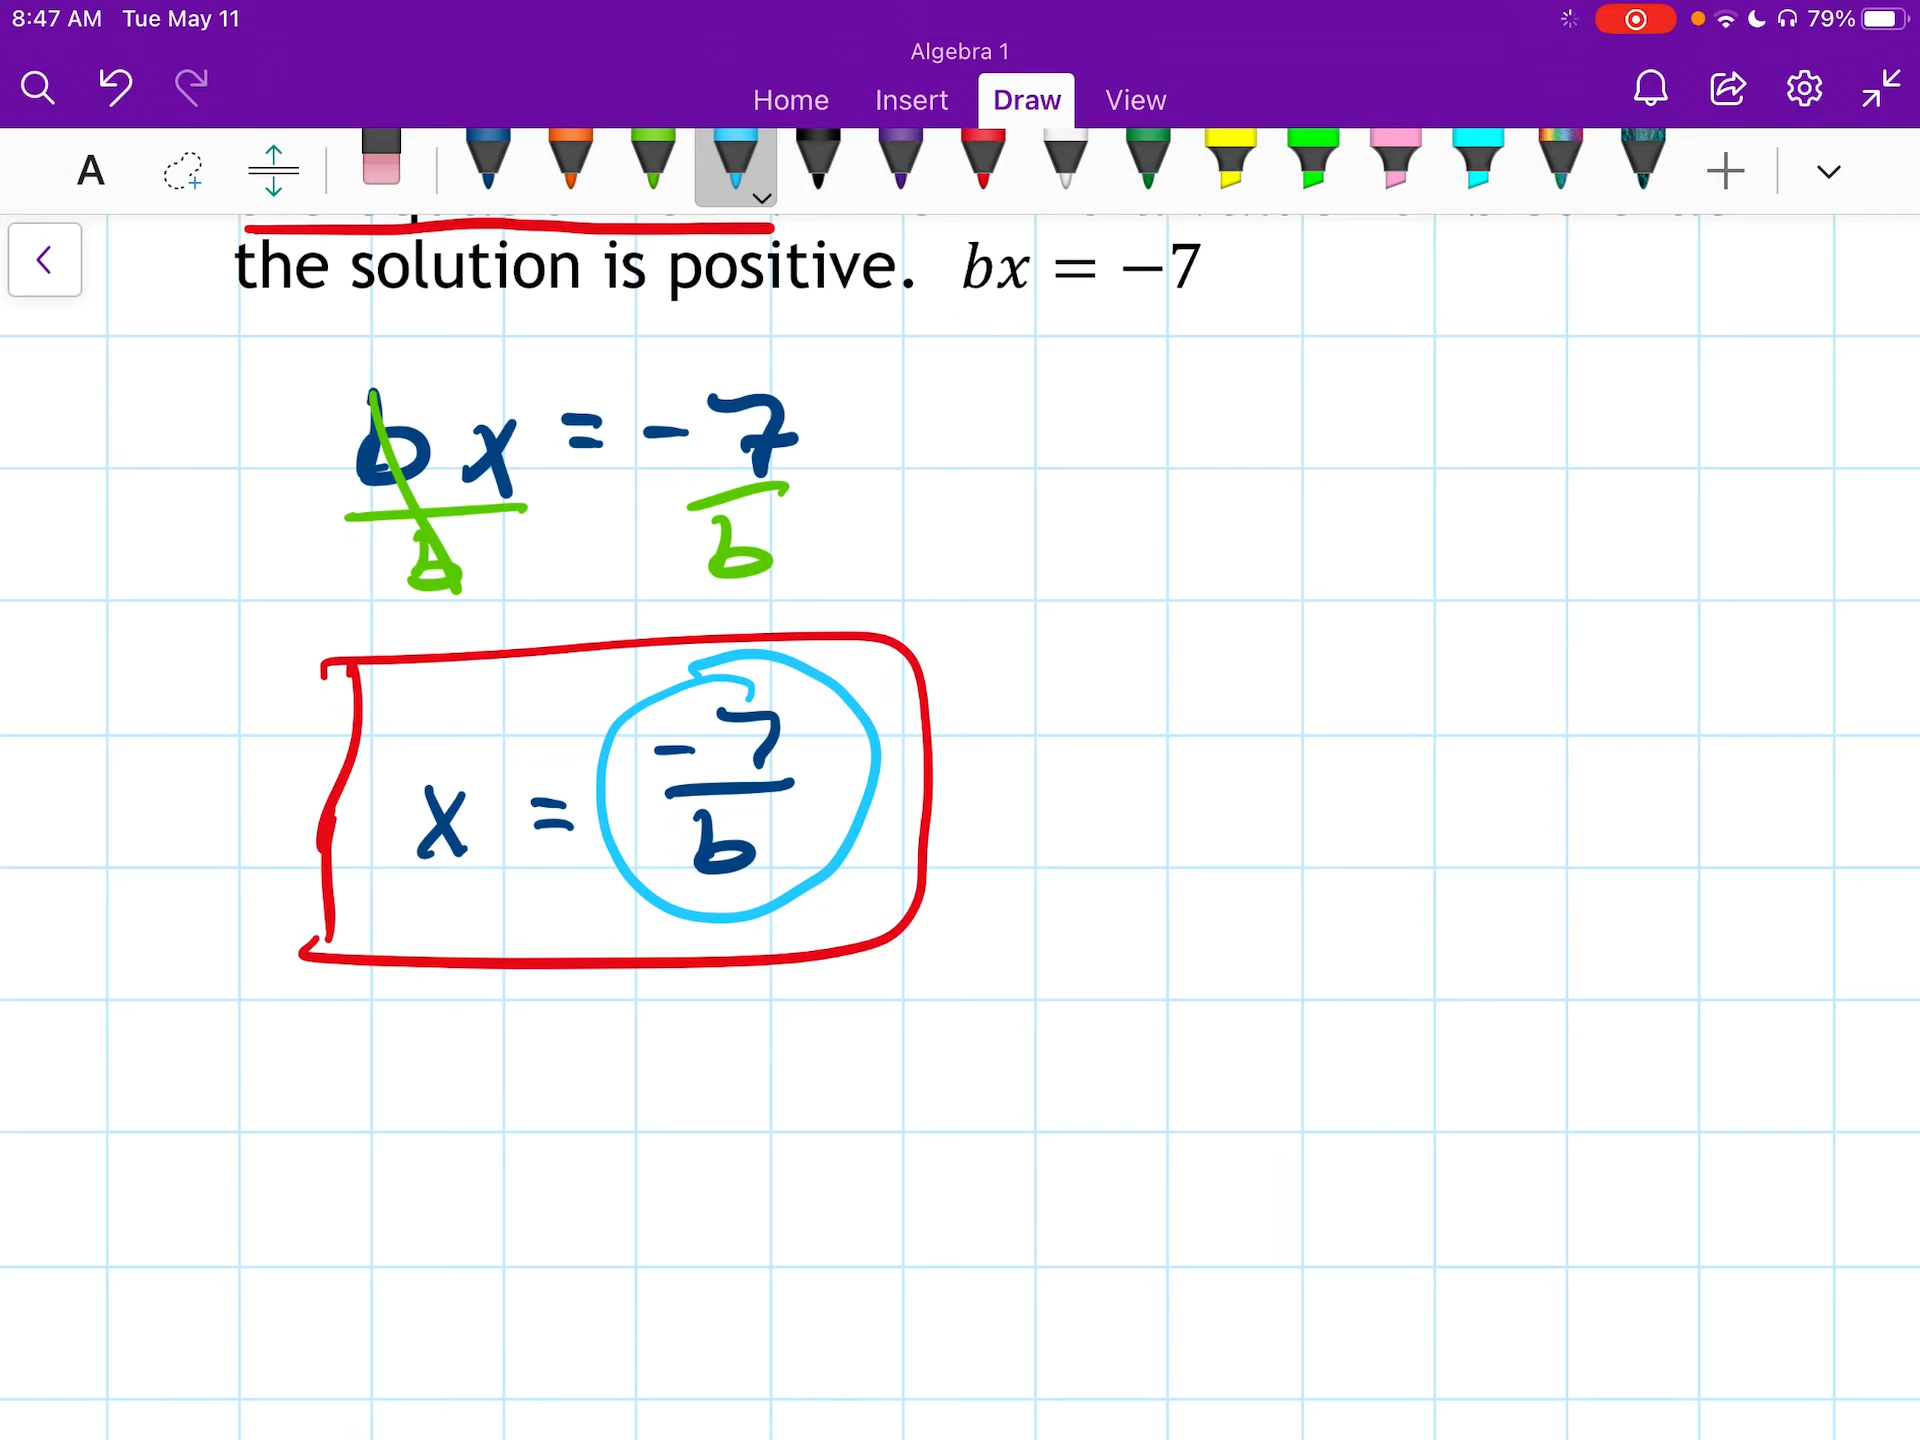 8:47 AM Tue May 11
79%
Algebra 1
Home Insert Draw View
A
the solution is positive. bx = −7
bx = -7
b b
x = -7
b